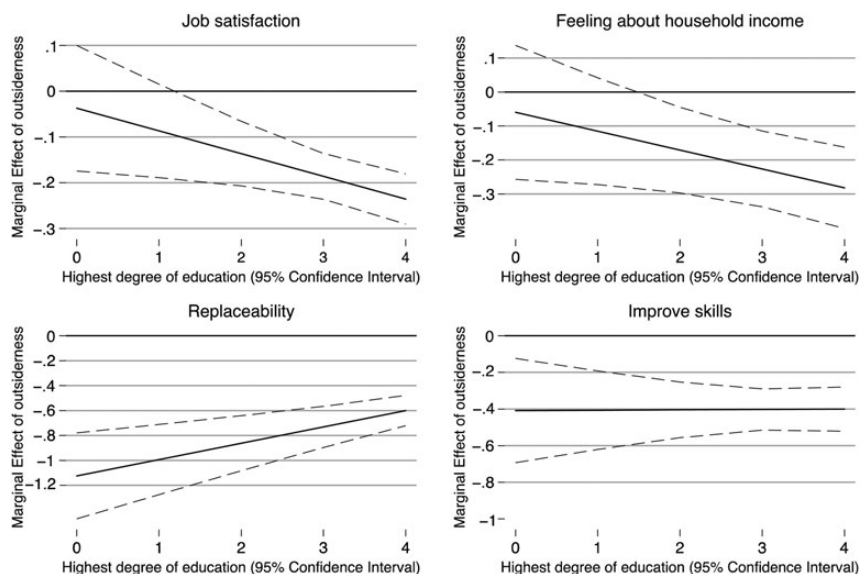 Job satisfaction
Marginal Effect of outsiderness
.1
0
-.1
-.2
-.3
0 1 2 3 4
Highest degree of education (95% Confidence Interval)
Feeling about household income
Marginal Effect of outsiderness
.1
0
-.1
-.2
-.3
0 1 2 3 4
Highest degree of education (95% Confidence Interval)
Replaceability
Marginal Effect of outsiderness
0
-.2
-.4
-.6
-.8
-1
-1.2
0 1 2 3 4
Highest degree of education (95% Confidence Interval)
Improve skills
Marginal Effect of outsiderness
0
-.2
-.4
-.6
-.8
-1
0 1 2 3 4
Highest degree of education (95% Confidence Interval)